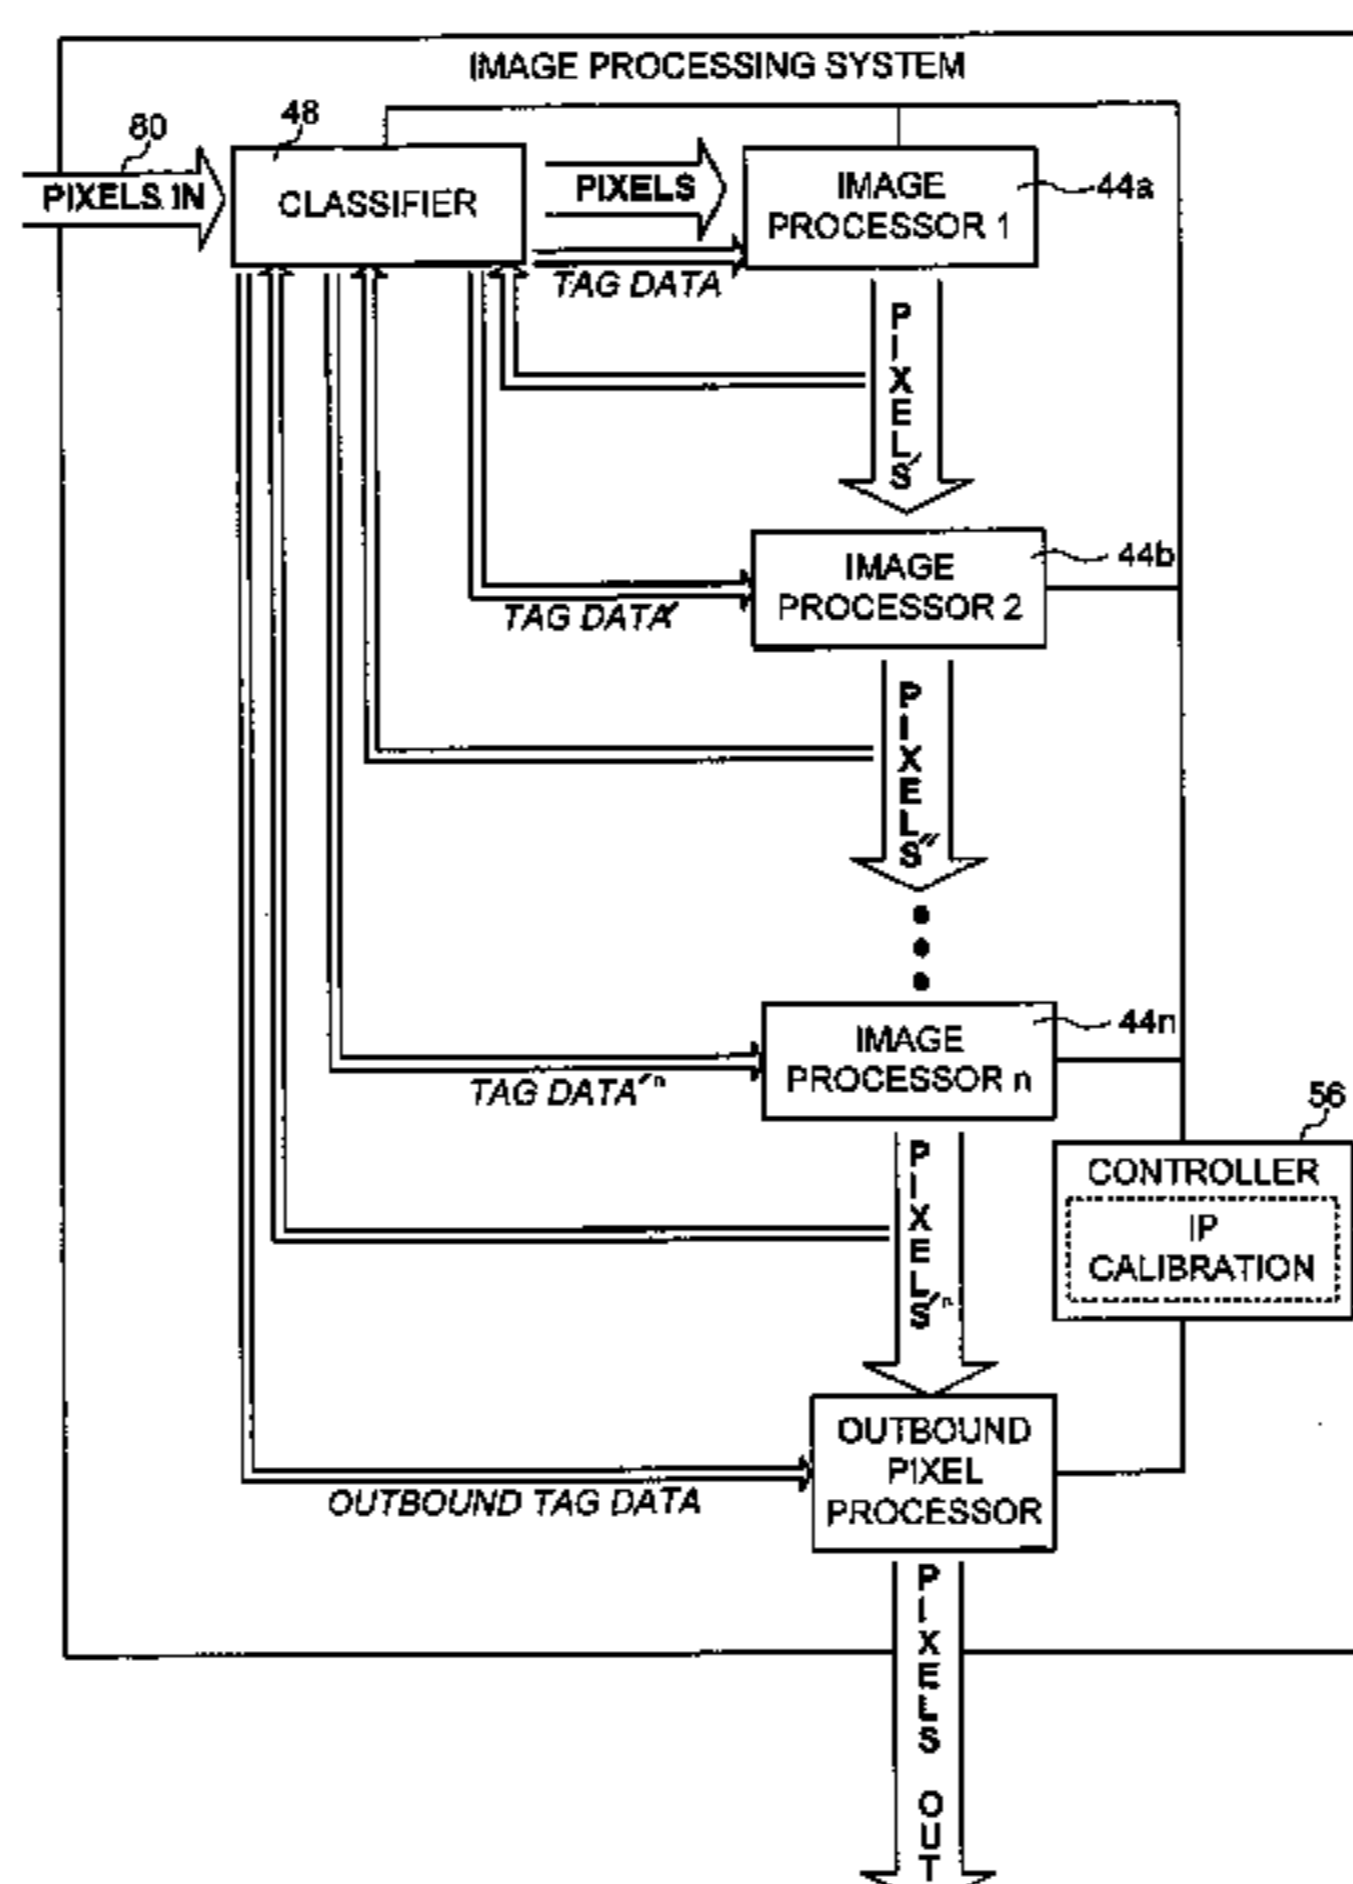 IMAGE PROCESSING SYSTEM
80
48
PIXELS IN
CLASSIFIER
PIXELS
IMAGE
PROCESSOR 1
44a
TAG DATA
PIXELS′
IMAGE
PROCESSOR 2
44b
TAG DATA′
PIXELS″
IMAGE
PROCESSOR n
44n
TAG DATA′ⁿ
56
CONTROLLER
IP
CALIBRATION
PIXELS′ⁿ
OUTBOUND
PIXEL
PROCESSOR
OUTBOUND TAG DATA
PIXELS OUT